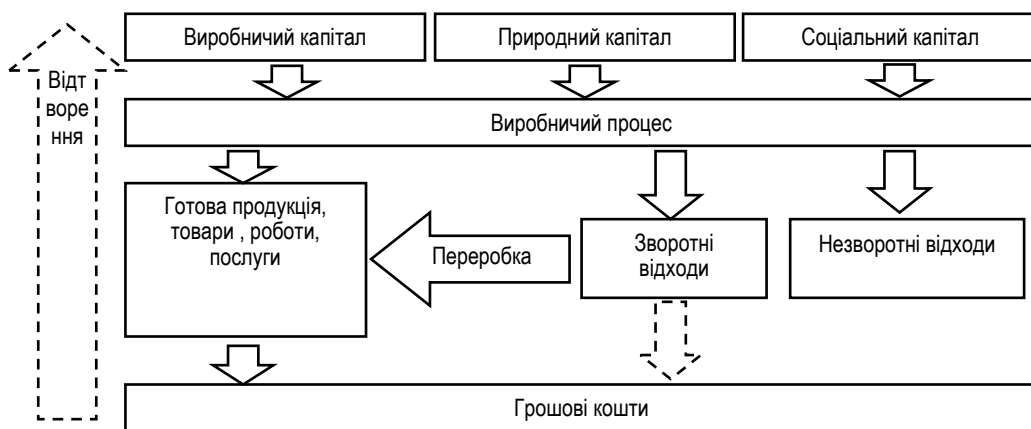 Виробничий капітал
Природний капітал
Соціальний капітал
Відт
воре
ння
Виробничий процес
Готова продукція,
товари , роботи,
послуги
Переробка
Зворотні
відходи
Незворотні відходи
Грошові кошти